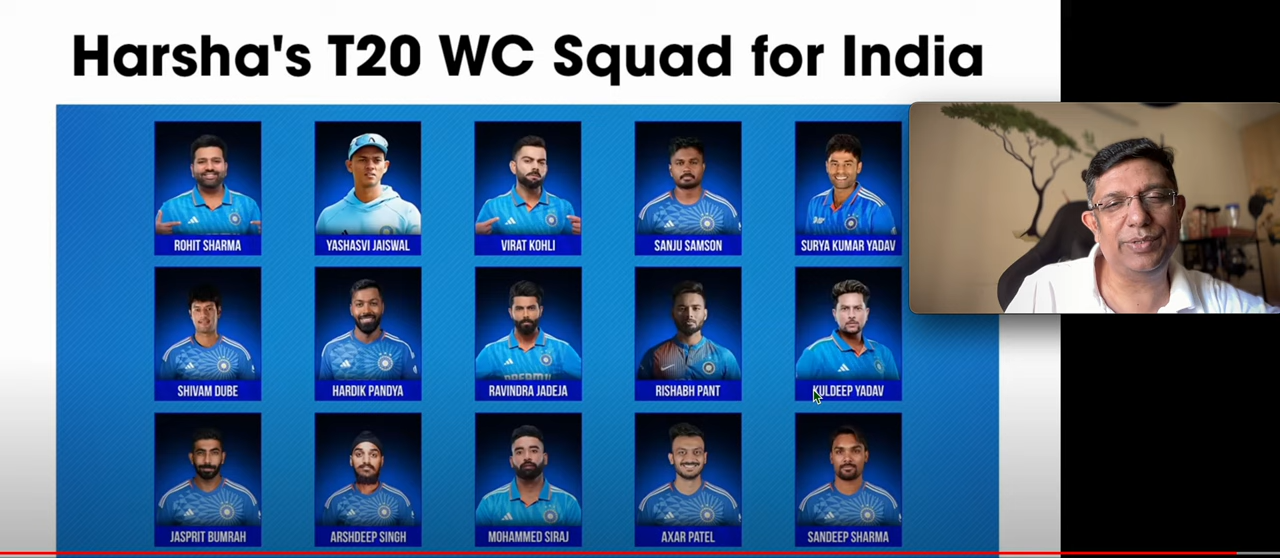 Harsha's T20 WC Squad for India
ROHIT SHARMA
YASHASVI JAISWAL
VIRAT KOHLI
SANJU SAMSON
SURYA KUMAR YADAV
SHIVAM DUBE
HARDIK PANDYA
RAVINDRA JADEJA
RISHABH PANT
KULDEEP YADAV
JASPRIT BUMRAH
ARSHDEEP SINGH
MOHAMMED SIRAJ
AXAR PATEL
SANDEEP SHARMA